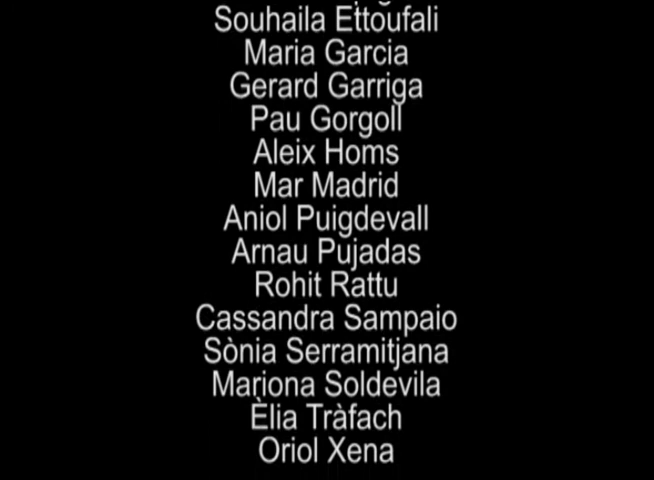 Souhaila Ettoufali
Maria Garcia
Gerard Garriga
Pau Gorgoll
Aleix Homs
Mar Madrid
Aniol Puigdevall
Arnau Pujadas
Rohit Rattu
Cassandra Sampaio
Sònia Serramitjana
Mariona Soldevila
Èlia Tràfach
Oriol Xena